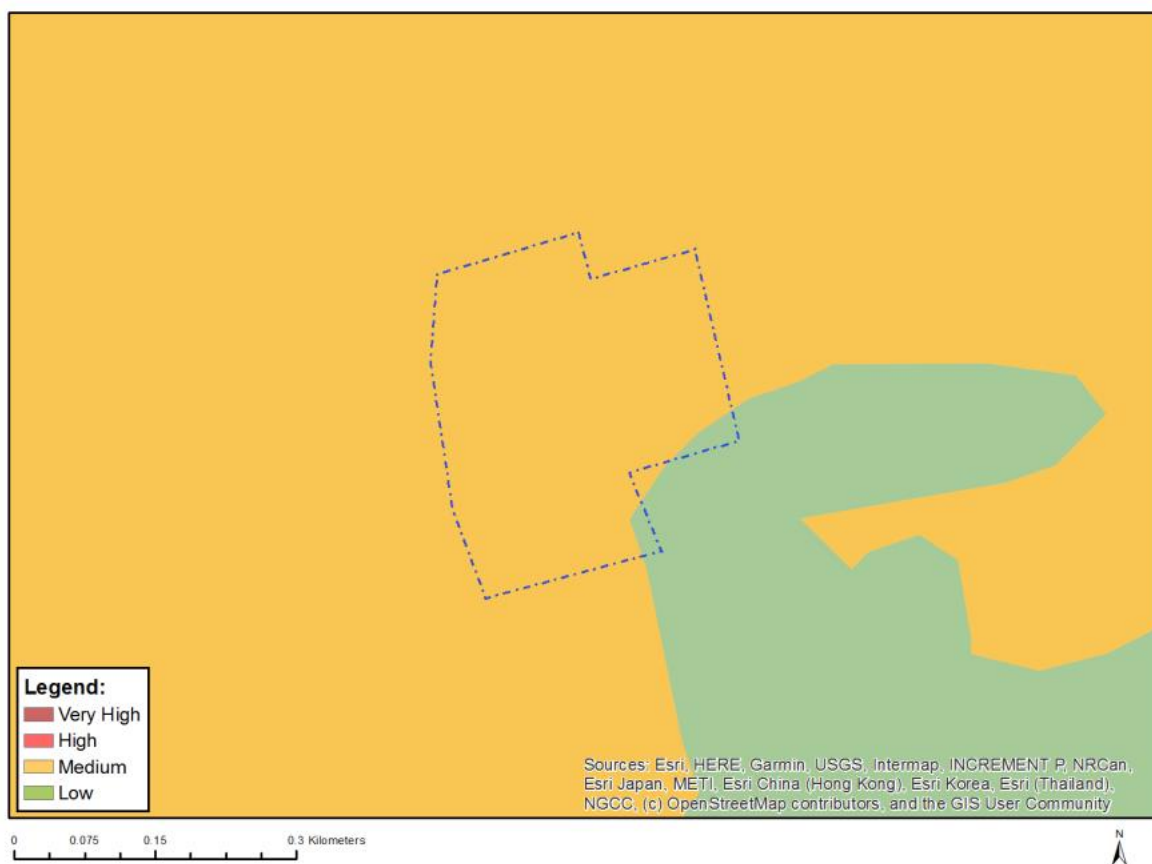 Legend:
Very High
High
Medium
Low
Sources: Esri, HERE, Garmin, USGS, Intermap, INCREMENT P, NRCan,
Esri Japan, METI, Esri China (Hong Kong), Esri Korea, Esri (Thailand),
NGCC, (c) OpenStreetMap contributors, and the GIS User Community
0 0.075 0.15 0.3 Kilometers
N